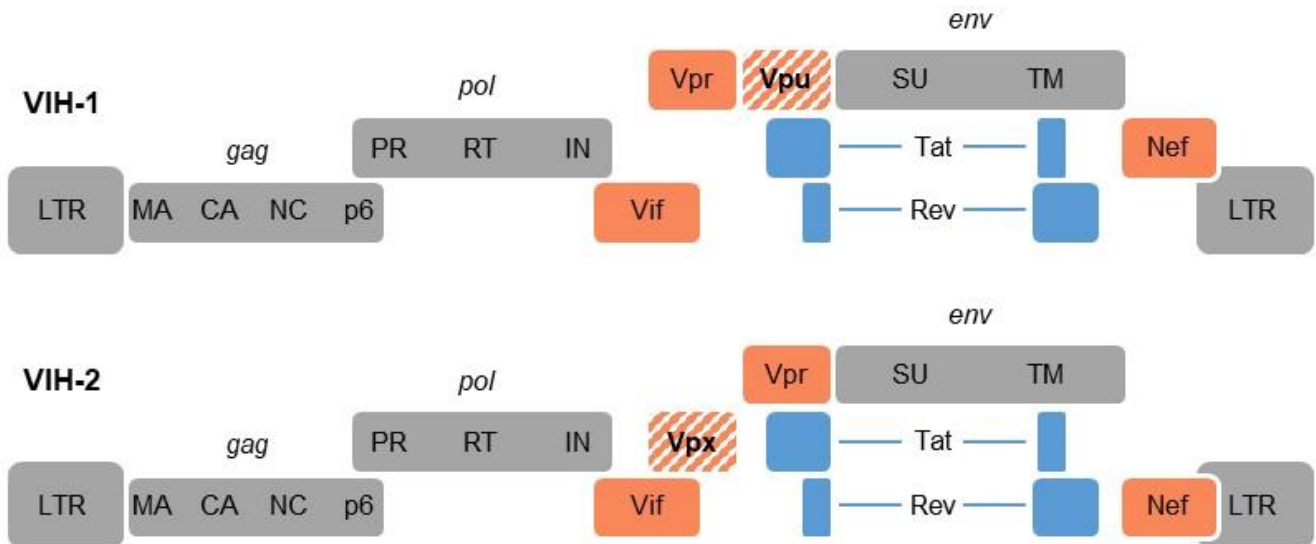 env
Vpr Vpu SU TM
pol
VIH-1
PR RT IN Tat Nef
gag
LTR MA CA NC p6 Vif Rev LTR
env
Vpr SU TM
VIH-2
pol
PR RT IN Vpx Tat
gag
LTR MA CA NC p6 Vif Rev Nef LTR